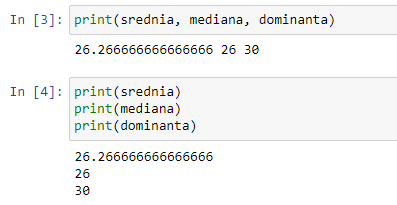 In [3]: print(srednia, mediana, dominanta)
26.266666666666666 26 30
In [4]: print(srednia)
print(mediana)
print(dominanta)
26.266666666666666
26
30